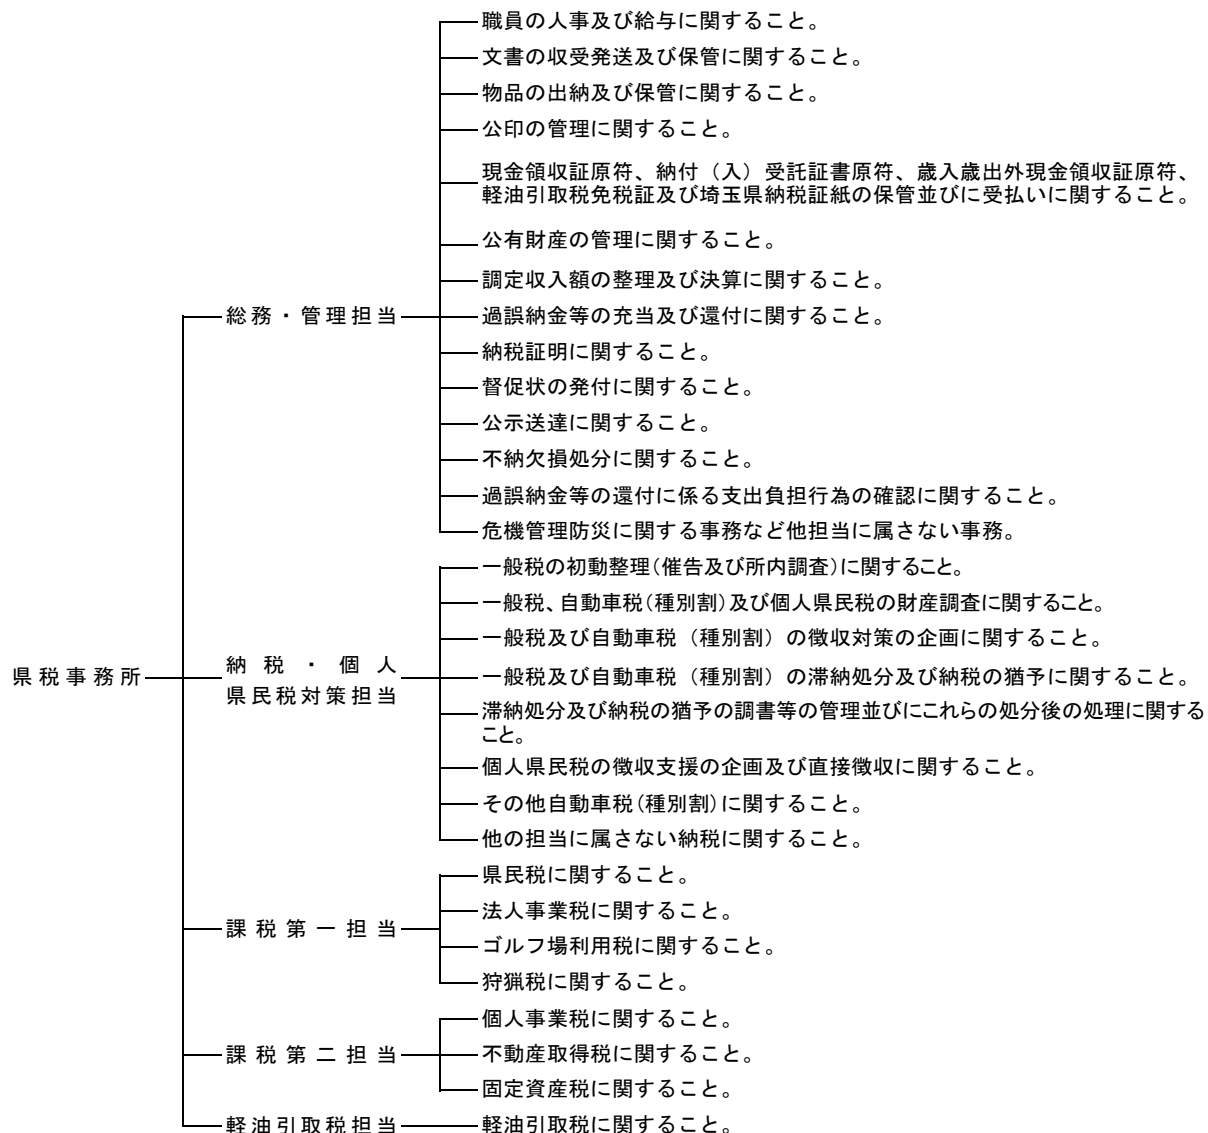 県税事務所
総務・管理担当
職員の人事及び給与に関すること。
文書の収受発送及び保管に関すること。
物品の出納及び保管に関すること。
公印の管理に関すること。
現金領収証原符、納付（入）受託証書原符、歳入歳出外現金領収証原符、
軽油引取税免税証及び埼玉県納税証紙の保管並びに受払いに関すること。
公有財産の管理に関すること。
調定収入額の整理及び決算に関すること。
過誤納金等の充当及び還付に関すること。
納税証明に関すること。
督促状の発付に関すること。
公示送達に関すること。
不納欠損処分に関すること。
過誤納金等の還付に係る支出負担行為の確認に関すること。
危機管理防災に関する事務など他担当に属さない事務。
納税・個人
県民税対策担当
一般税の初動整理（催告及び所内調査）に関すること。
一般税、自動車税（種別割）及び個人県民税の財産調査に関すること。
一般税及び自動車税（種別割）の徴収対策の企画に関すること。
一般税及び自動車税（種別割）の滞納処分及び納税の猶予に関すること。
滞納処分及び納税の猶予の調書等の管理並びにこれらの処分後の処理に関する
こと。
個人県民税の徴収支援の企画及び直接徴収に関すること。
その他自動車税（種別割）に関すること。
他の担当に属さない納税に関すること。
課税第一担当
県民税に関すること。
法人事業税に関すること。
ゴルフ場利用税に関すること。
狩猟税に関すること。
課税第二担当
個人事業税に関すること。
不動産取得税に関すること。
固定資産税に関すること。
軽油引取税担当
軽油引取税に関すること。